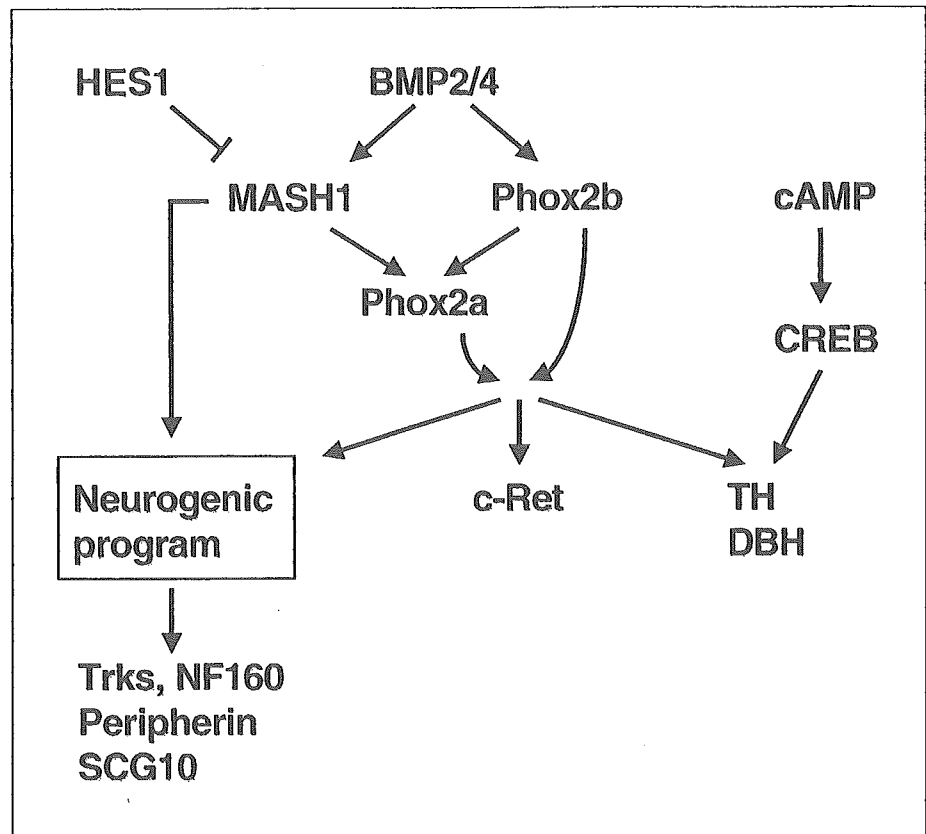 HES1
BMP2/4
MASH1
Phox2b
cAMP
Phox2a
CREB
Neurogenic
program
c-Ret
TH
DBH
Trks, NF160
Peripherin
SCG10